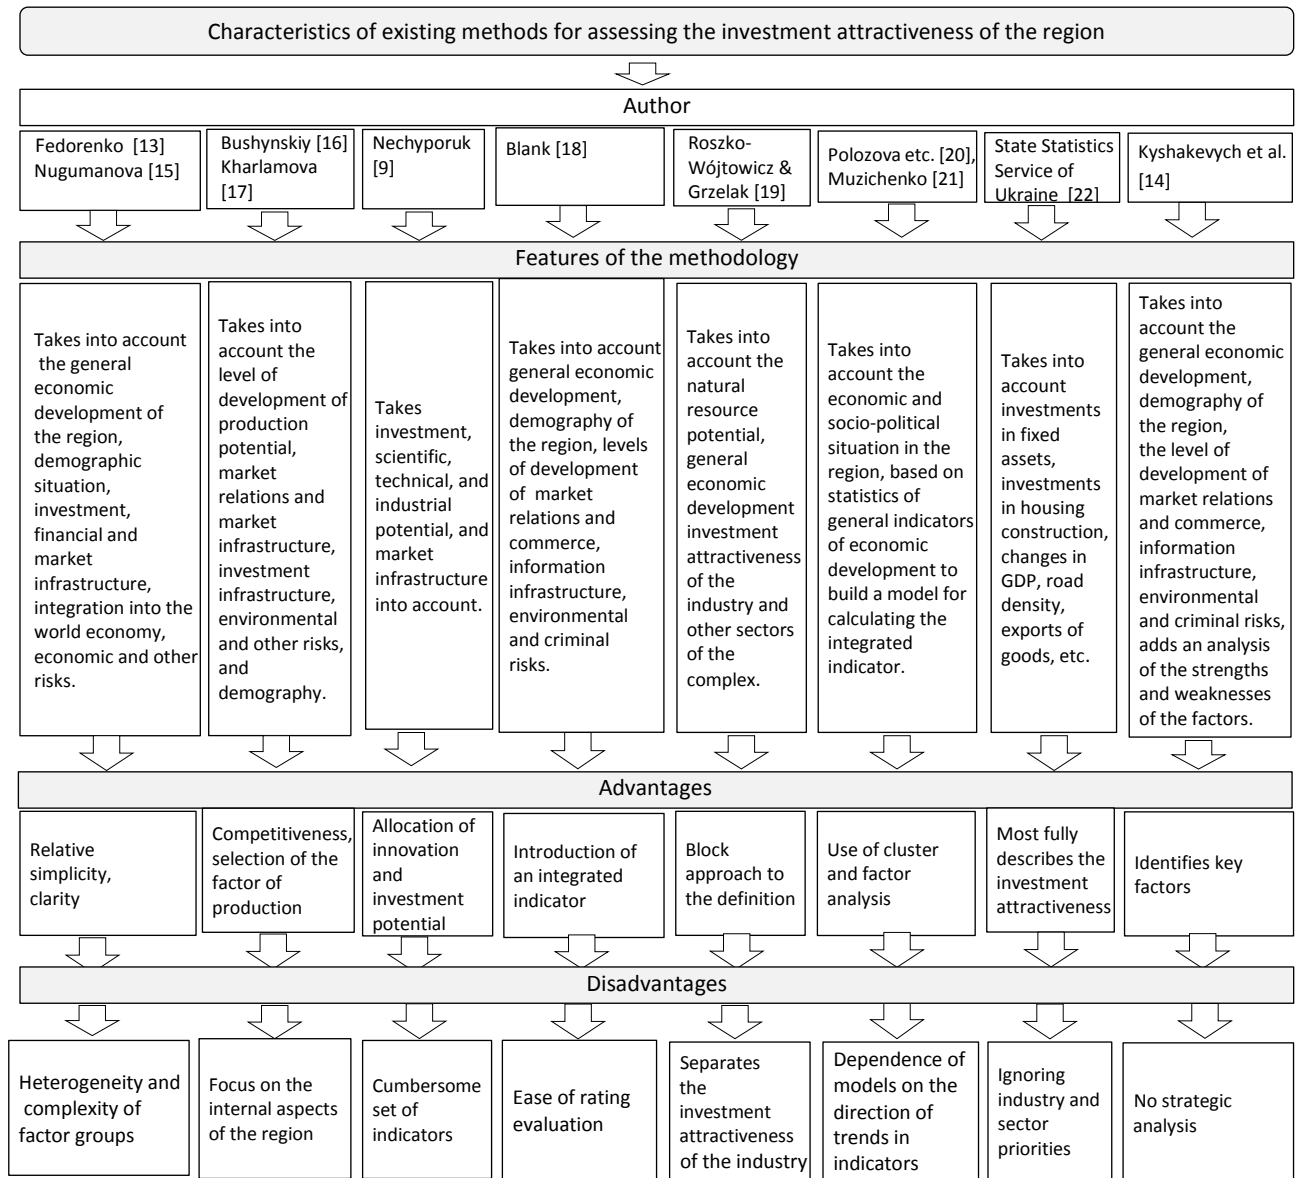 Characteristics of existing methods for assessing the investment attractiveness of the region
Author
Fedorenko [13]
Nugumanova [15]
Bushynskiy [16]
Kharlamova
[17]
Nechyporuk
[9]
Blank [18]
Roszko-
Wójtowicz &
Grzelak [19]
Polozova etc. [20],
Muzichenko [21]
State Statistics
Service of
Ukraine [22]
Kyshakevych et al.
[14]
Features of the methodology
Takes into account
the general
economic
development of
the region,
demographic
situation,
investment,
financial and
market
infrastructure,
integration into the
world economy,
economic and other
risks.
Takes into
account the
level of
development of
production
potential,
market
relations and
market
infrastructure,
investment
infrastructure,
environmental
and other risks,
and
demography.
Takes
investment,
scientific,
technical, and
industrial
potential, and
market
infrastructure
into account.
Takes into account
general economic
development,
demography of
the region, levels
of development
of market
relations and
commerce,
information
infrastructure,
environmental
and criminal
risks.
Takes into
account the
natural
resource
potential,
general
economic
development
investment
attractiveness
of the
industry and
other sectors
of the
complex.
Takes into
account the
economic and
socio-political
situation in the
region, based on
statistics of
general indicators
of economic
development to
build a model for
calculating the
integrated
indicator.
Takes into
account
investments
in fixed
assets,
investments
in housing
construction,
changes in
GDP, road
density,
exports of
goods, etc.
Takes into
account the
general economic
development,
demography of
the region,
the level of
development of
market relations
and commerce,
information
infrastructure,
environmental
and criminal risks,
adds an analysis
of the strengths
and weaknesses
of the factors.
Advantages
Relative
simplicity,
clarity
Competitiveness,
selection of the
factor of
production
Allocation of
innovation
and
investment
potential
Introduction of
an integrated
indicator
Block
approach to
the definition
Use of cluster
and factor
analysis
Most fully
describes the
investment
attractiveness
Identifies key
factors
Disadvantages
Heterogeneity and
complexity of
factor groups
Focus on the
internal aspects
of the region
Cumbersome
set of
indicators
Ease of rating
evaluation
Separates
the
investment
attractiveness
of the industry
Dependence of
models on the
direction of
trends in
indicators
Ignoring
industry and
sector
priorities
No strategic
analysis